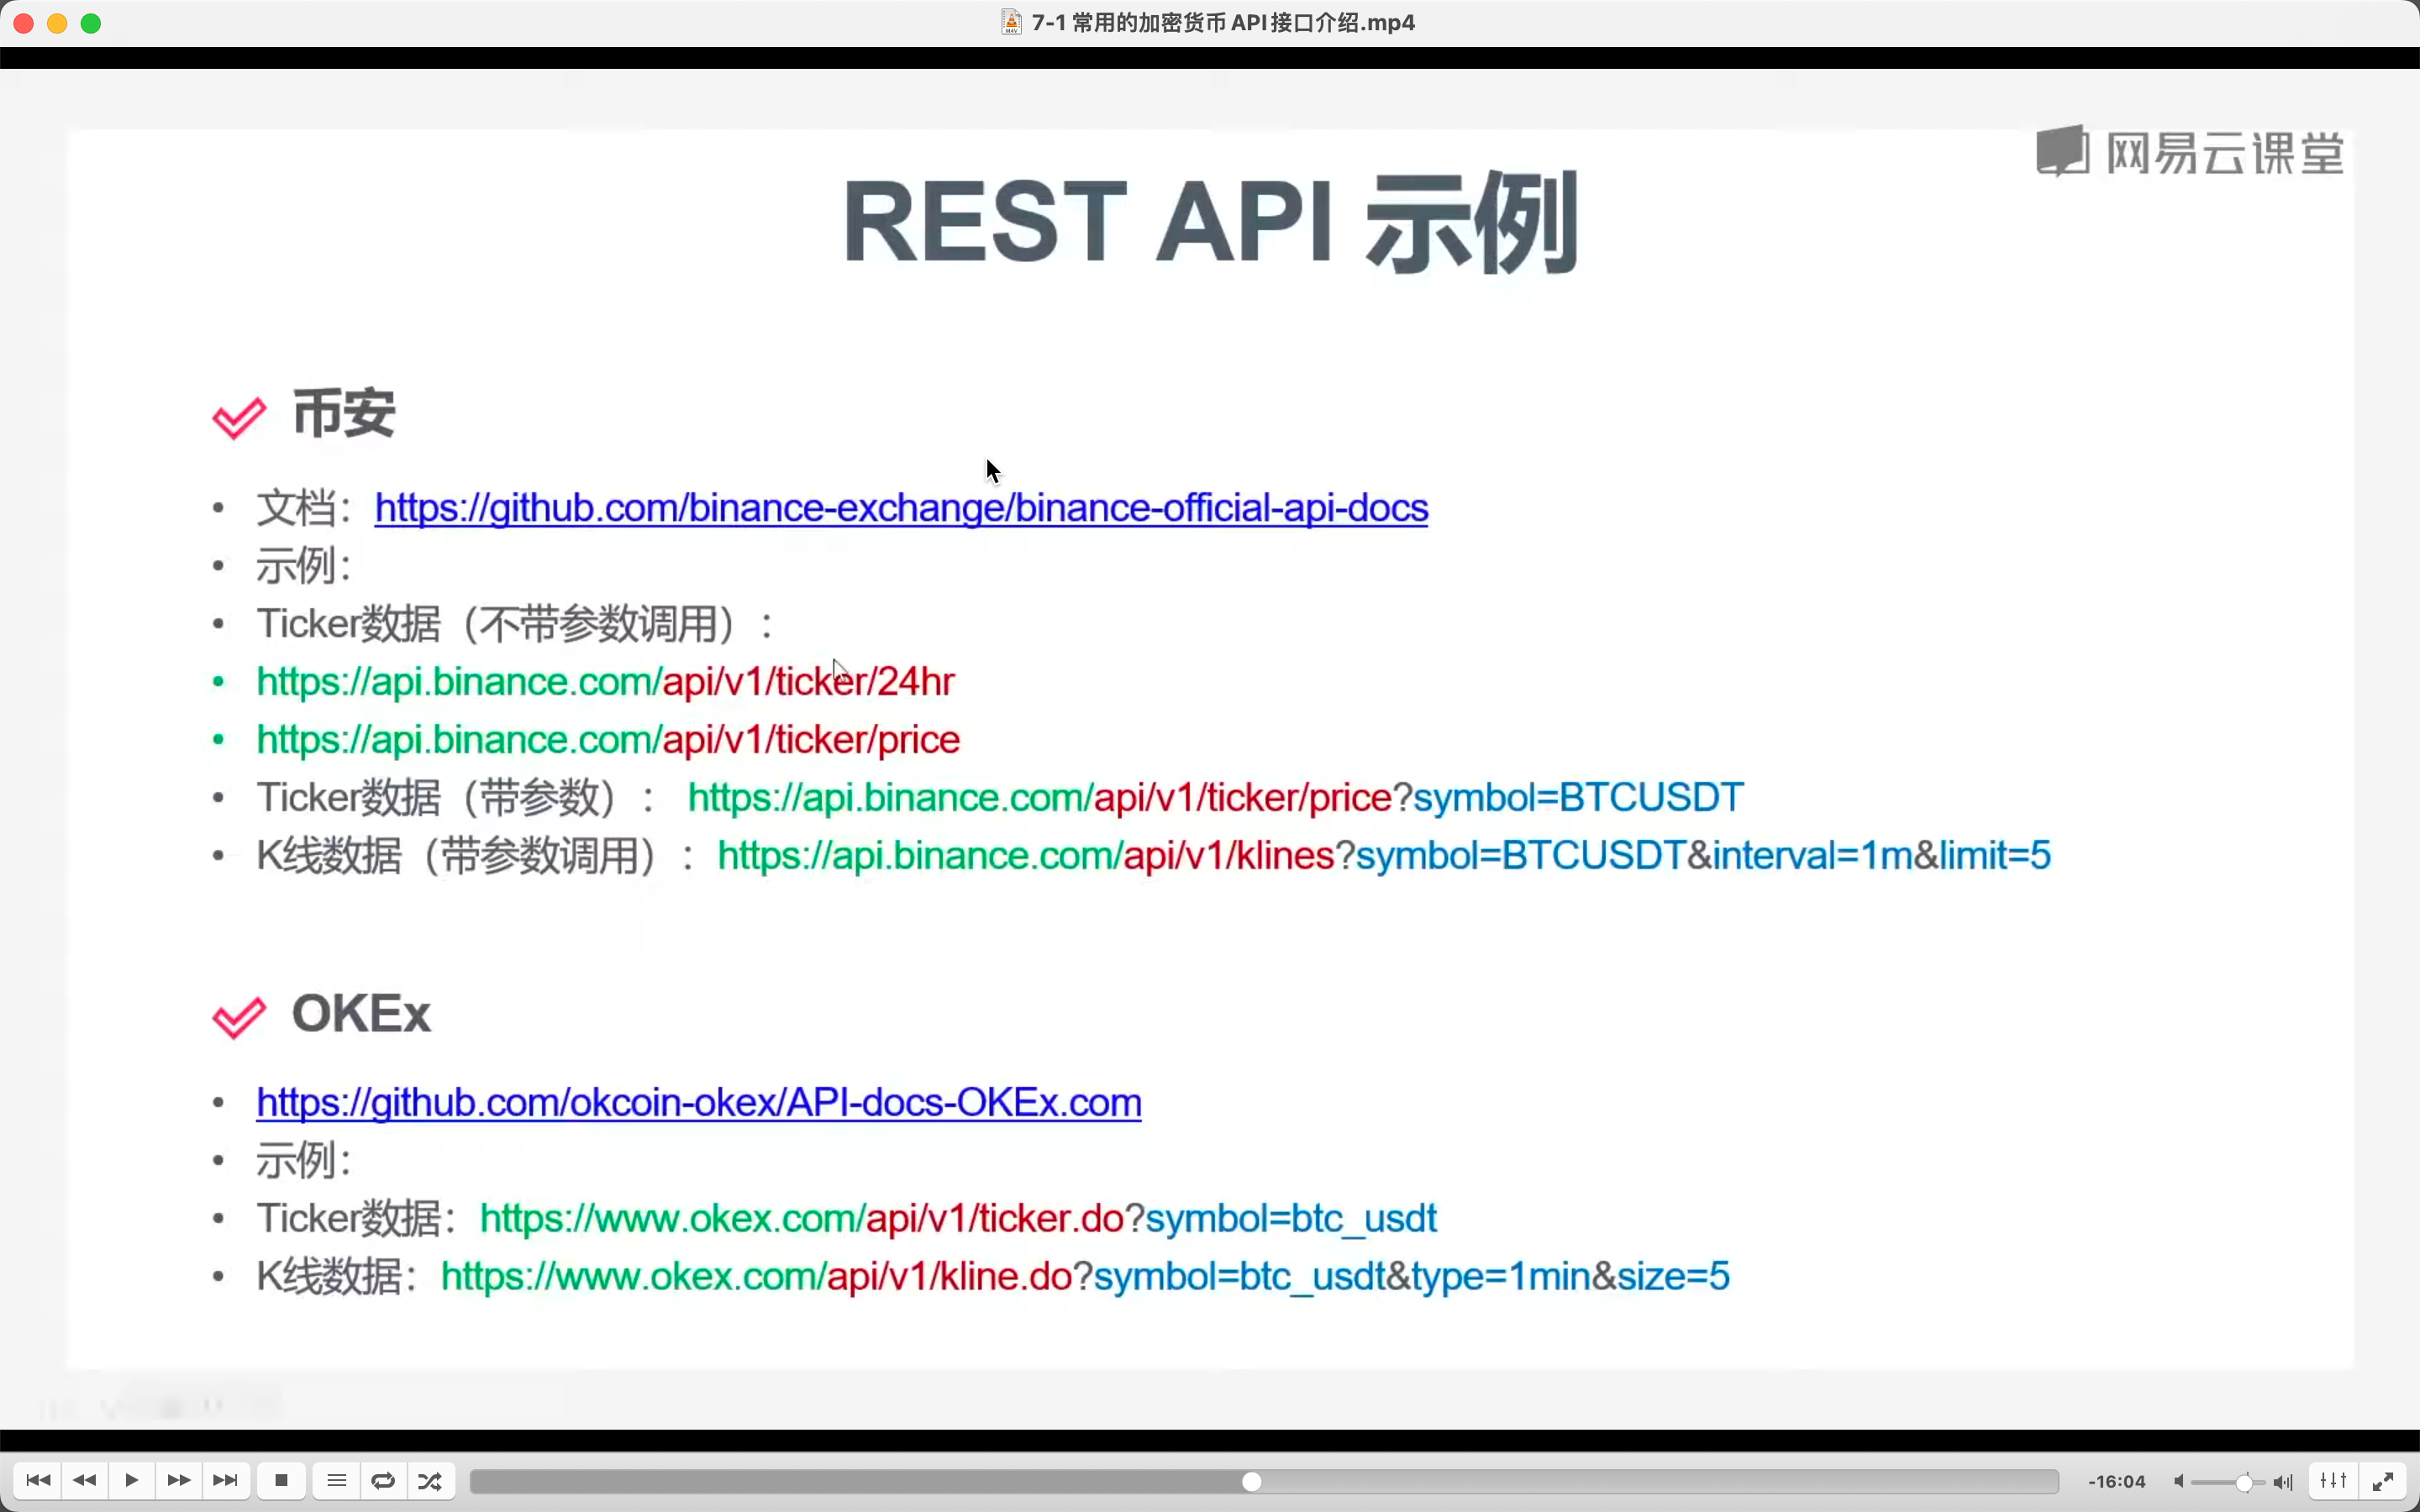 7-1 常用的加密货币 API 接口介绍.mp4
网易云课堂
REST API 示例
币安
• 文档：https://github.com/binance-exchange/binance-official-api-docs
• 示例：
• Ticker数据（不带参数调用）：
• https://api.binance.com/api/v1/ticker/24hr
• https://api.binance.com/api/v1/ticker/price
• Ticker数据（带参数）： https://api.binance.com/api/v1/ticker/price?symbol=BTCUSDT
• K线数据（带参数调用）：https://api.binance.com/api/v1/klines?symbol=BTCUSDT&interval=1m&limit=5
OKEx
• https://github.com/okcoin-okex/API-docs-OKEx.com
• 示例：
• Ticker数据：https://www.okex.com/api/v1/ticker.do?symbol=btc_usdt
• K线数据：https://www.okex.com/api/v1/kline.do?symbol=btc_usdt&type=1min&size=5
-16:04